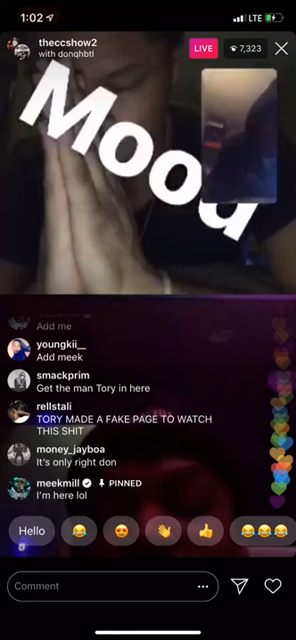 1:02
LTE
theccshow2
with donqhbtl
LIVE
7,323
Mood
Add me
youngkii__
Add meek
smackprim
Get the man Tory in here
rellstali
TORY MADE A FAKE PAGE TO WATCH
THIS SHIT
money_jayboa
It's only right don
meekmill PINNED
I'm here lol
Hello
Comment